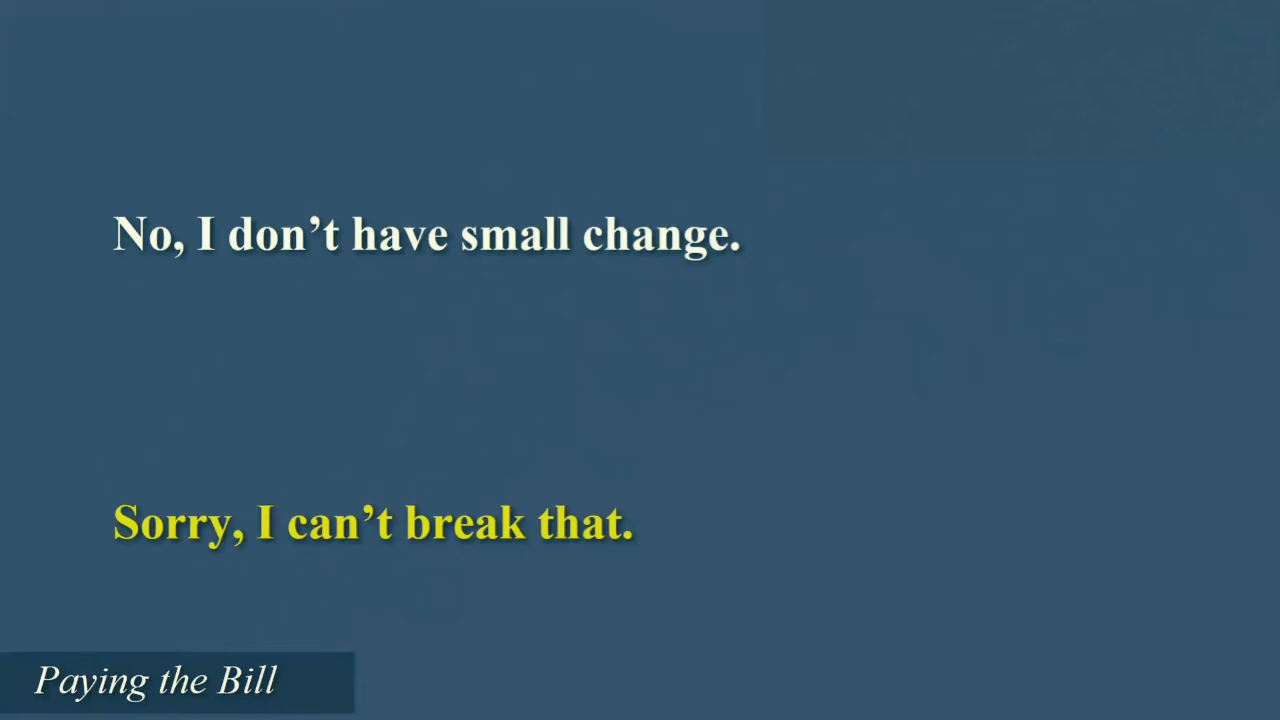 No, I don’t have small change.
Sorry, I can’t break that.
Paying the Bill